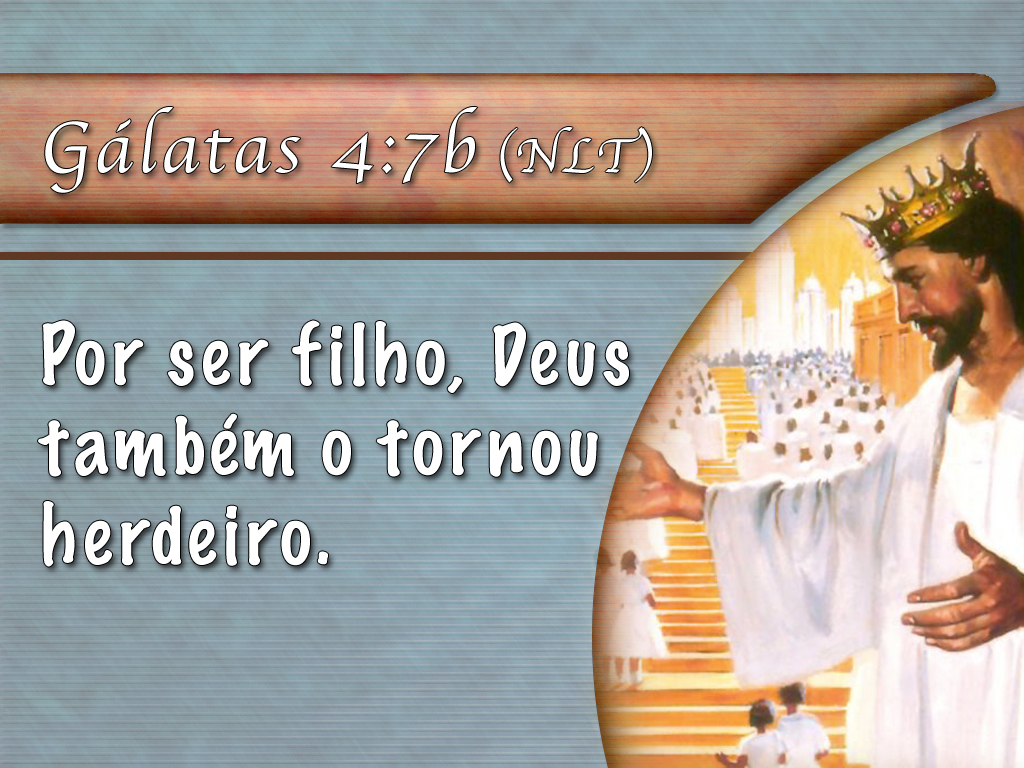 Gálatas 4:7b (NLT)
Por ser filho, Deus
também o tornou
herdeiro.